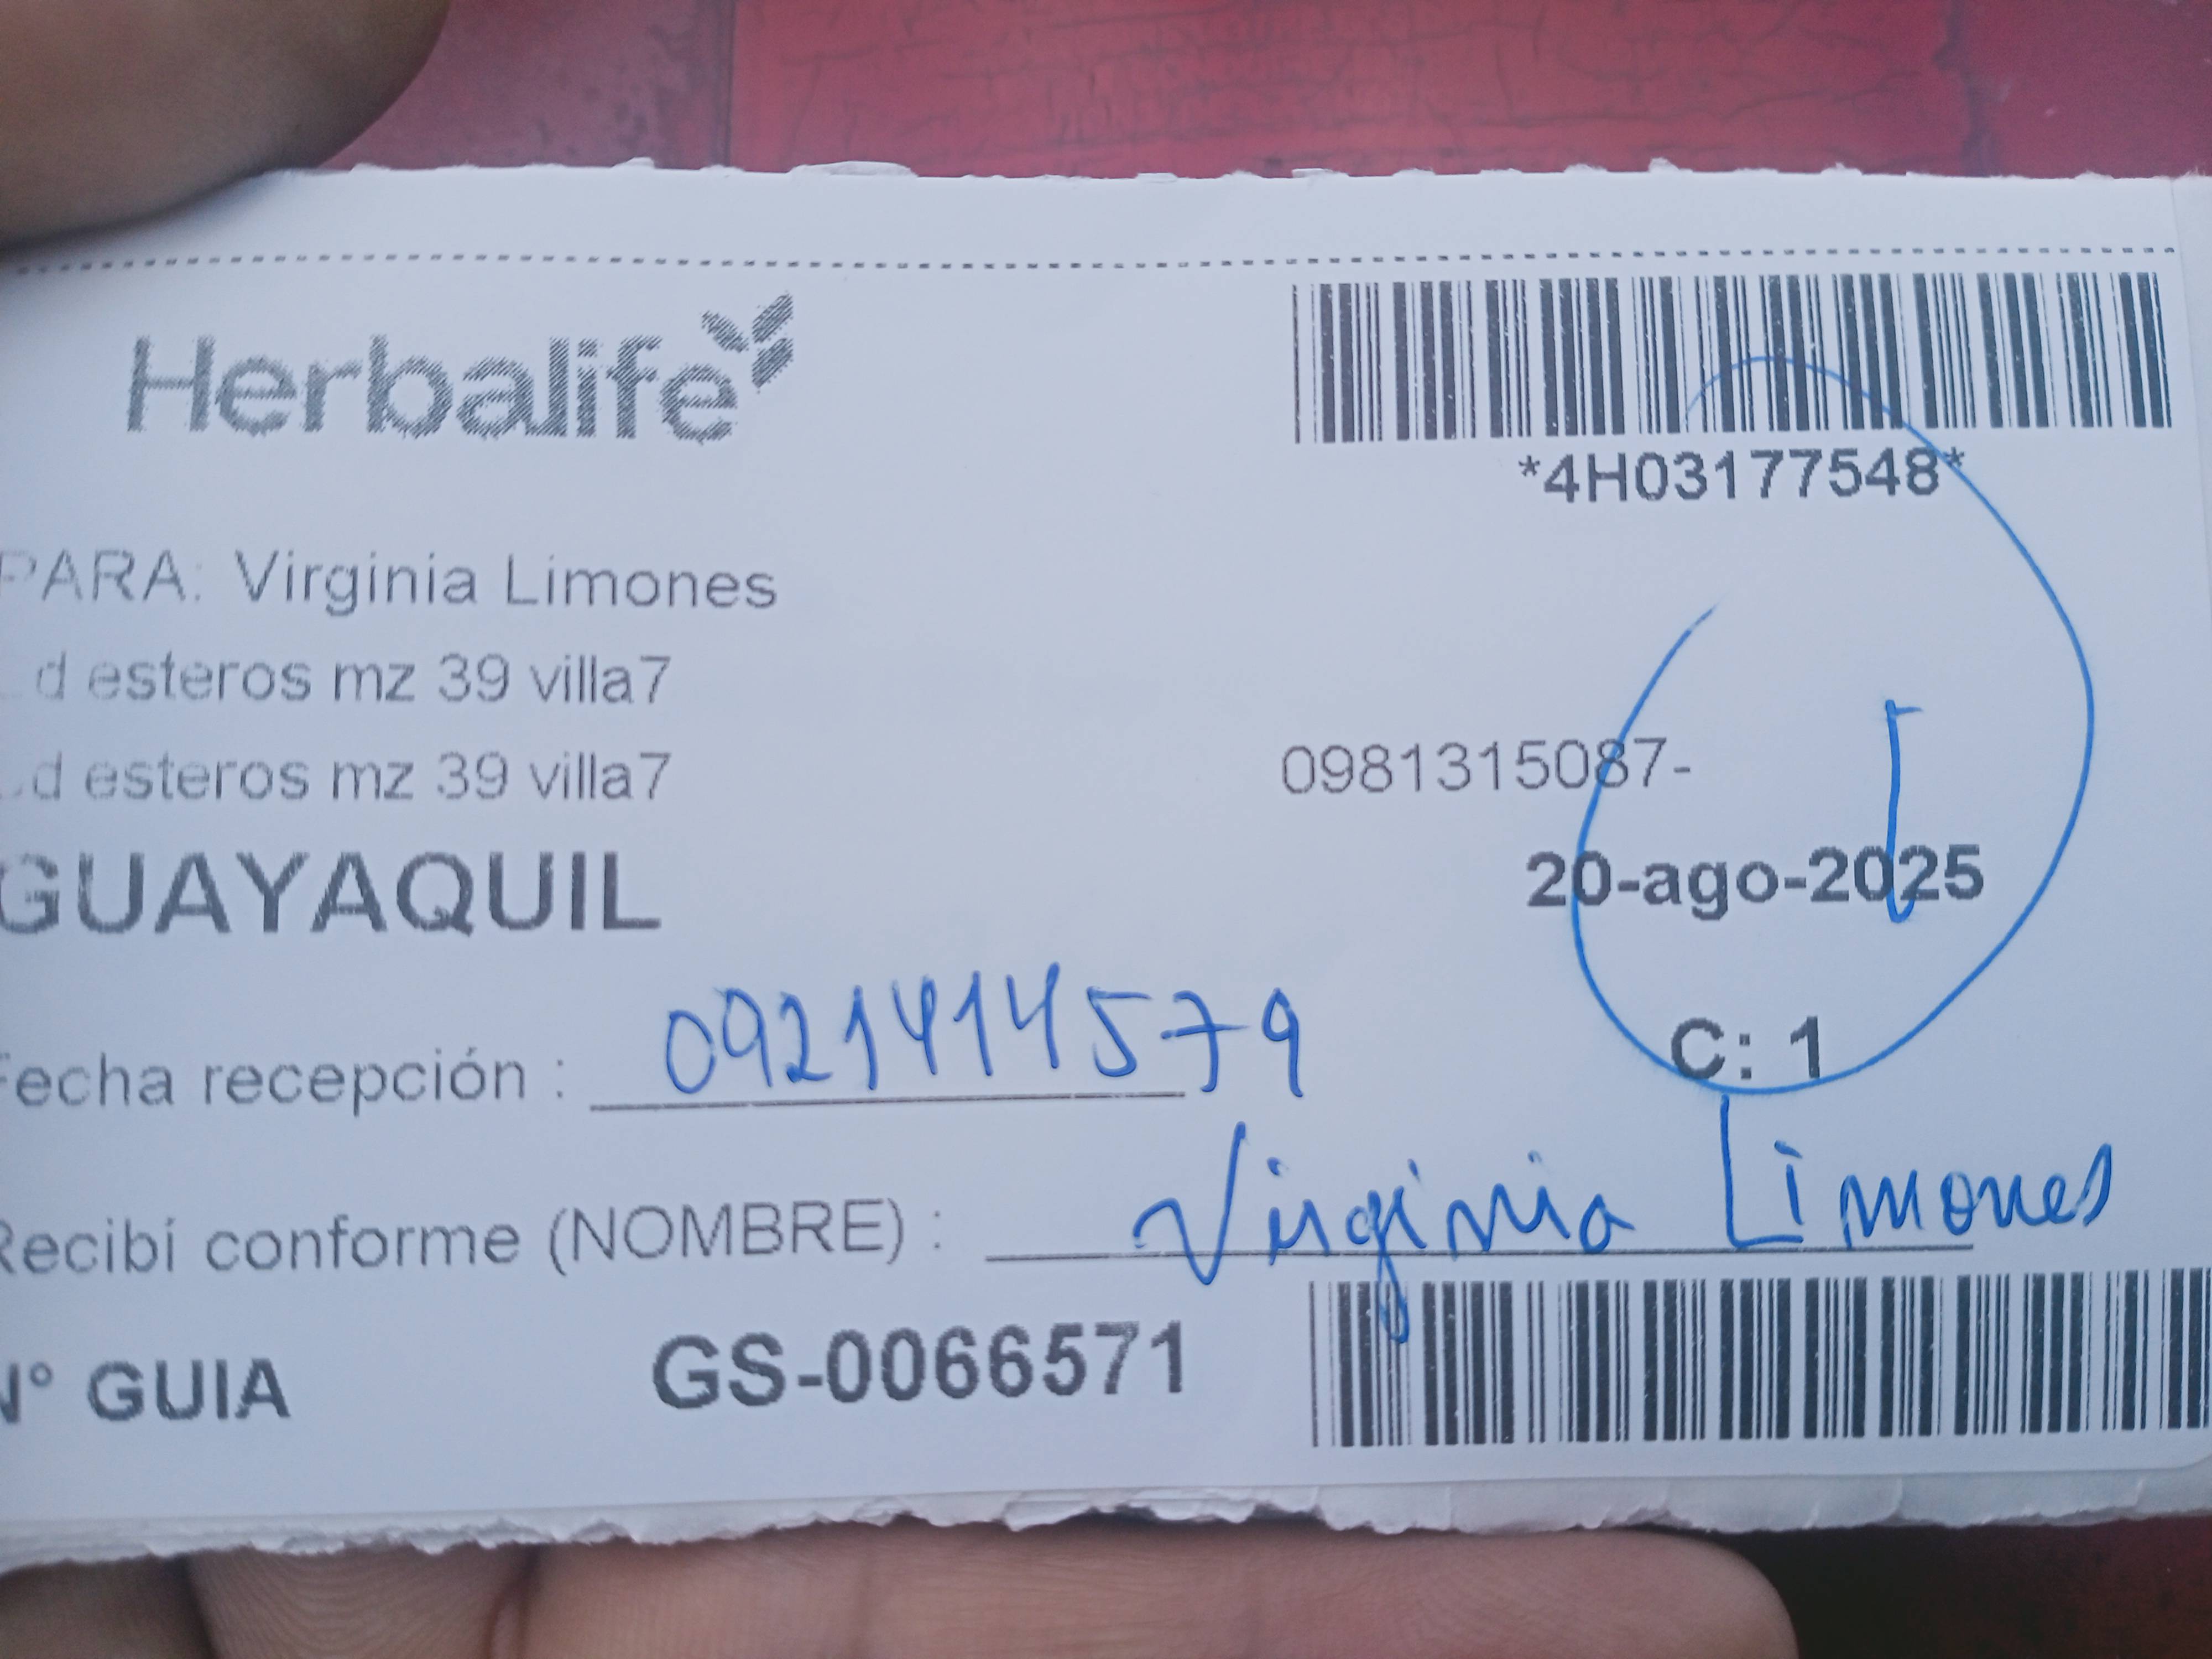 Herbalife
*4H03177548*
PARA: Virginia Limones
d esteros mz 39 villa7
d esteros mz 39 villa7
0981315087-
GUAYAQUIL
20-ago-2025
C: 1
Fecha recepción : 0921414579
Recibí conforme (NOMBRE) : Virginia Limones
N° GUIA GS-0066571